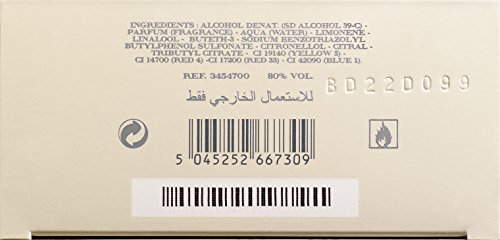 INGREDIENTS : ALCOHOL DENAT. (SD ALCOHOL 39-C) -
PARFUM (FRAGRANCE) - AQUA (WATER) - LIMONENE -
LINALOOL - BUTETH-3 - SODIUM BENZOTRIAZOLYL
BUTYLPHENOL SULFONATE - CITRONELLOL - CITRAL -
TRIBUTYL CITRATE - CI 19140 (YELLOW 5) -
CI 14700 (RED 4) - CI 17200 (RED 33) - CI 42090 (BLUE 1).
REF. 3454700 80% VOL.
BD22D099
للاستعمال الخارجي فقط
5 045252 667309